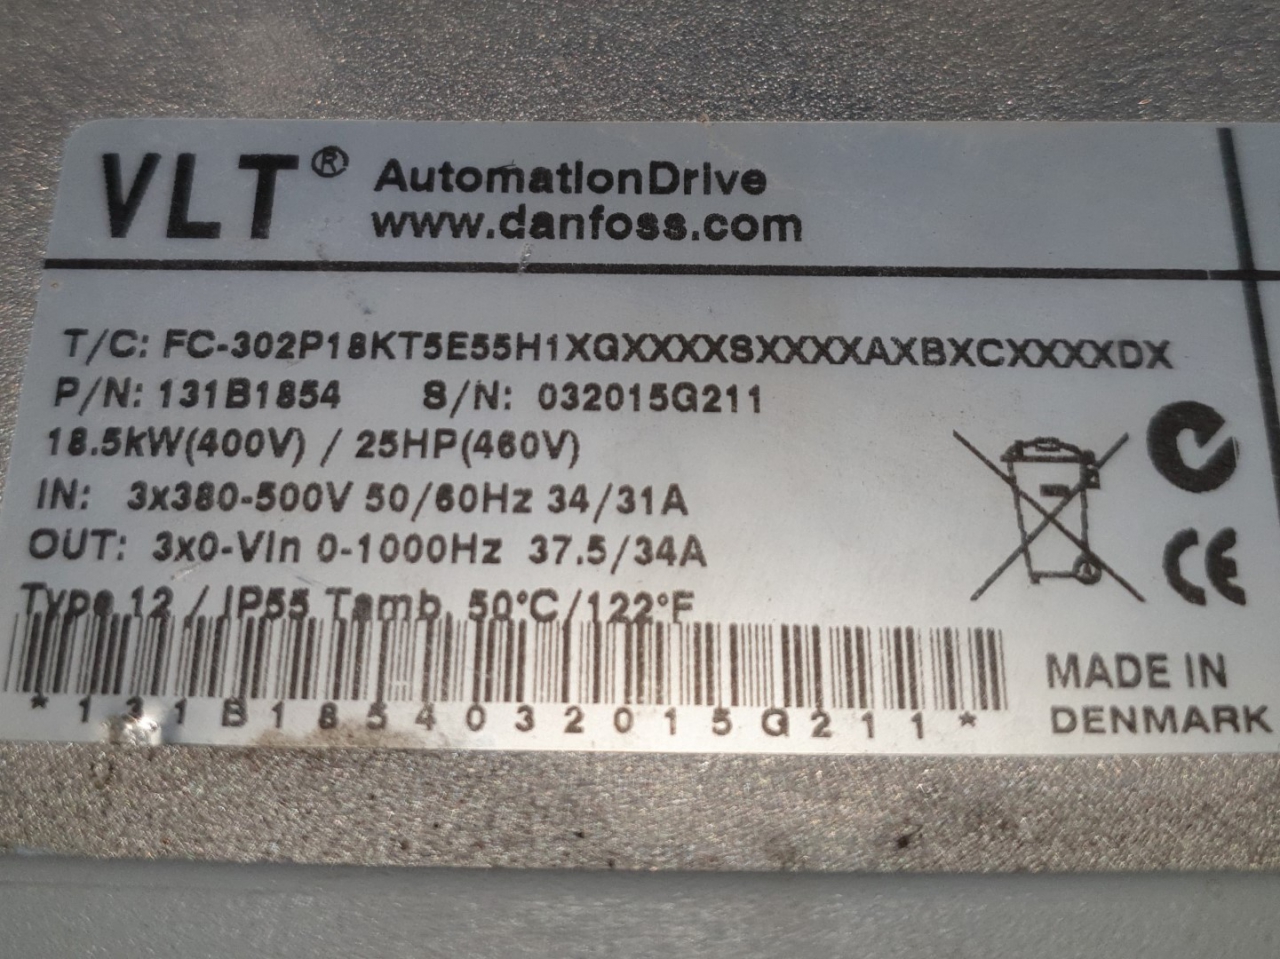 VLT® AutomationDrive
www.danfoss.com
T/C: FC-302P18KT5E55H1XGXXXXSXXXXAXBXCXXXXDX
P/N: 131B1854 S/N: 032015G211
18.5kW(400V) / 25HP(460V)
IN: 3x380-500V 50/60Hz 34/31A
OUT: 3x0-Vin 0-1000Hz 37.5/34A
Type 12 / IP55 Tamb. 50°C/122°F
*131B1854032015G211*
CE
MADE IN
DENMARK